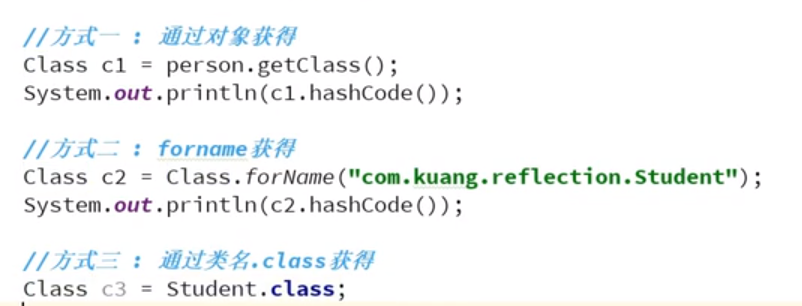 //方式一 : 通过对象获得
Class c1 = person.getClass();
System.out.println(c1.hashCode());
//方式二 : forname获得
Class c2 = Class.forName("com.kuang.reflection.Student");
System.out.println(c2.hashCode());
//方式三 : 通过类名.class获得
Class c3 = Student.class;